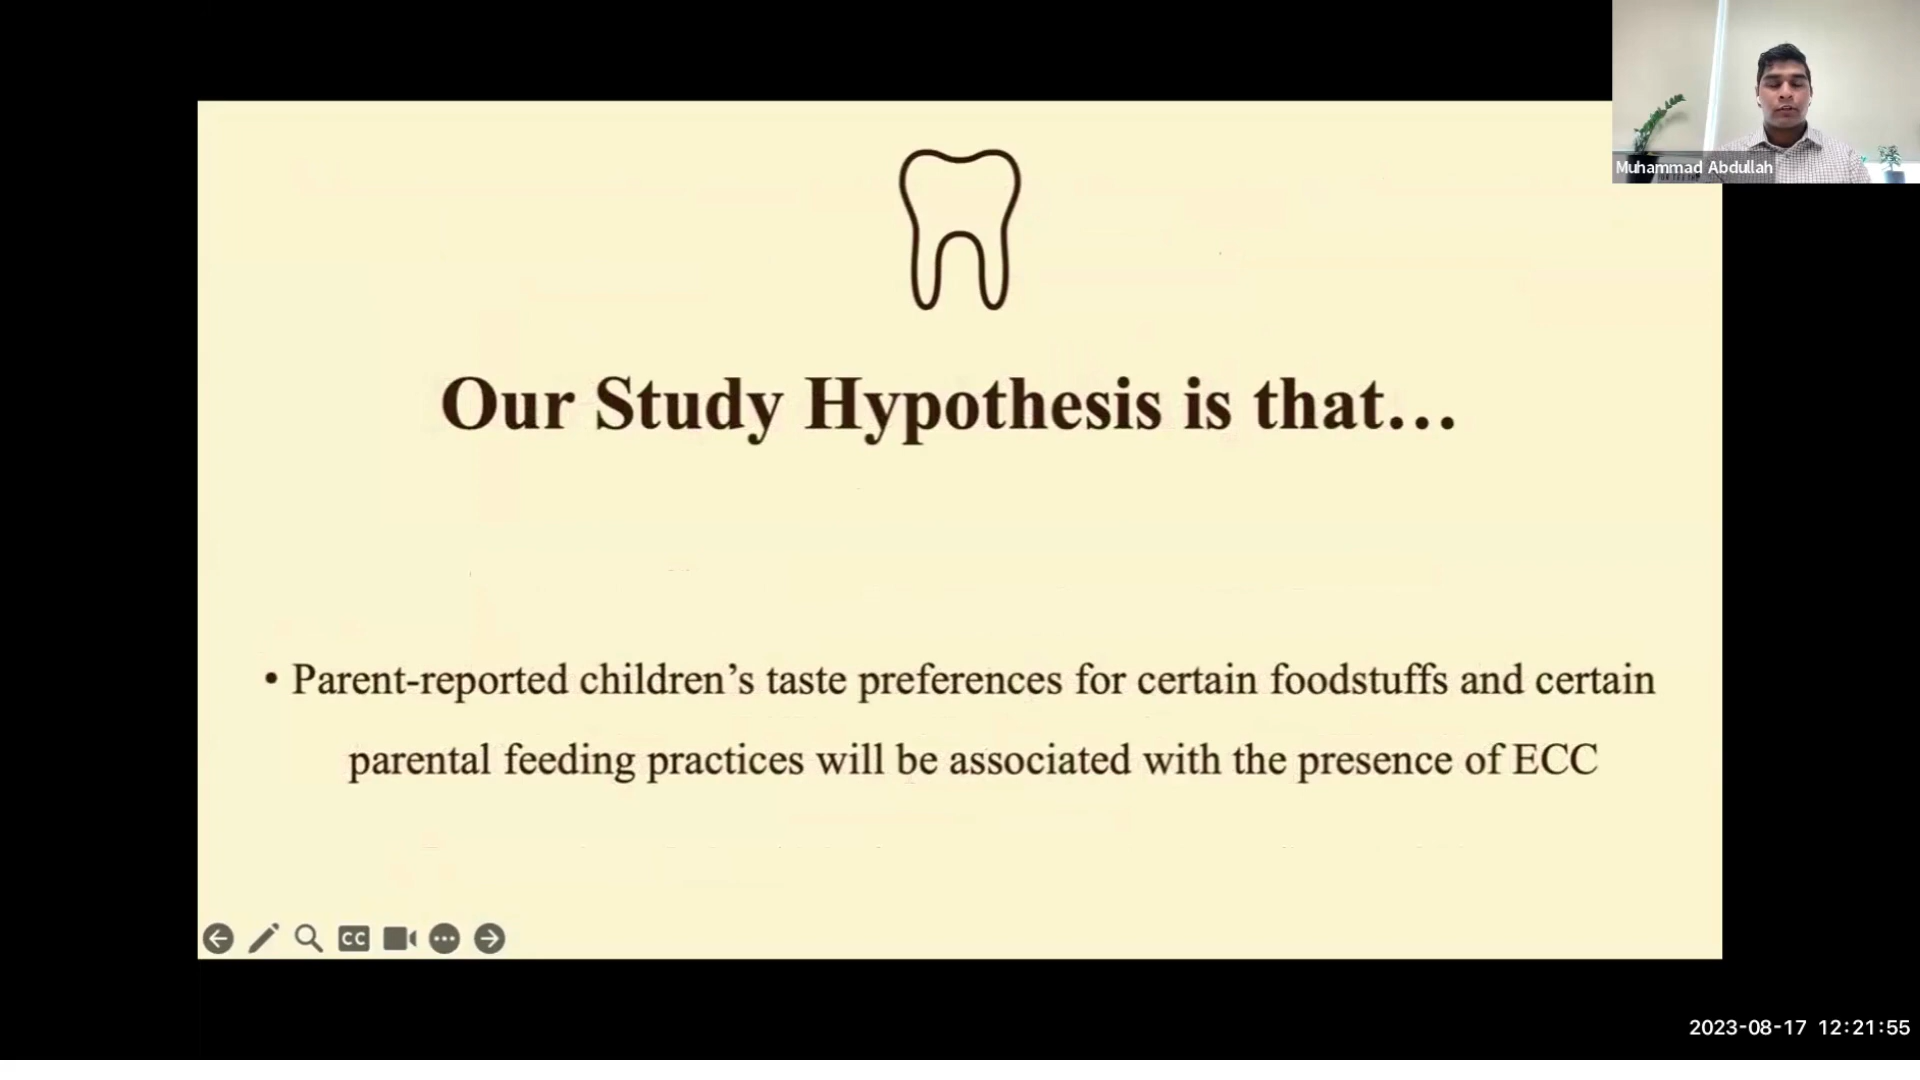 Muhammad Abdullah
Our Study Hypothesis is that…
• Parent-reported children’s taste preferences for certain foodstuffs and certain
parental feeding practices will be associated with the presence of ECC
CC
2023-08-17 12:21:55